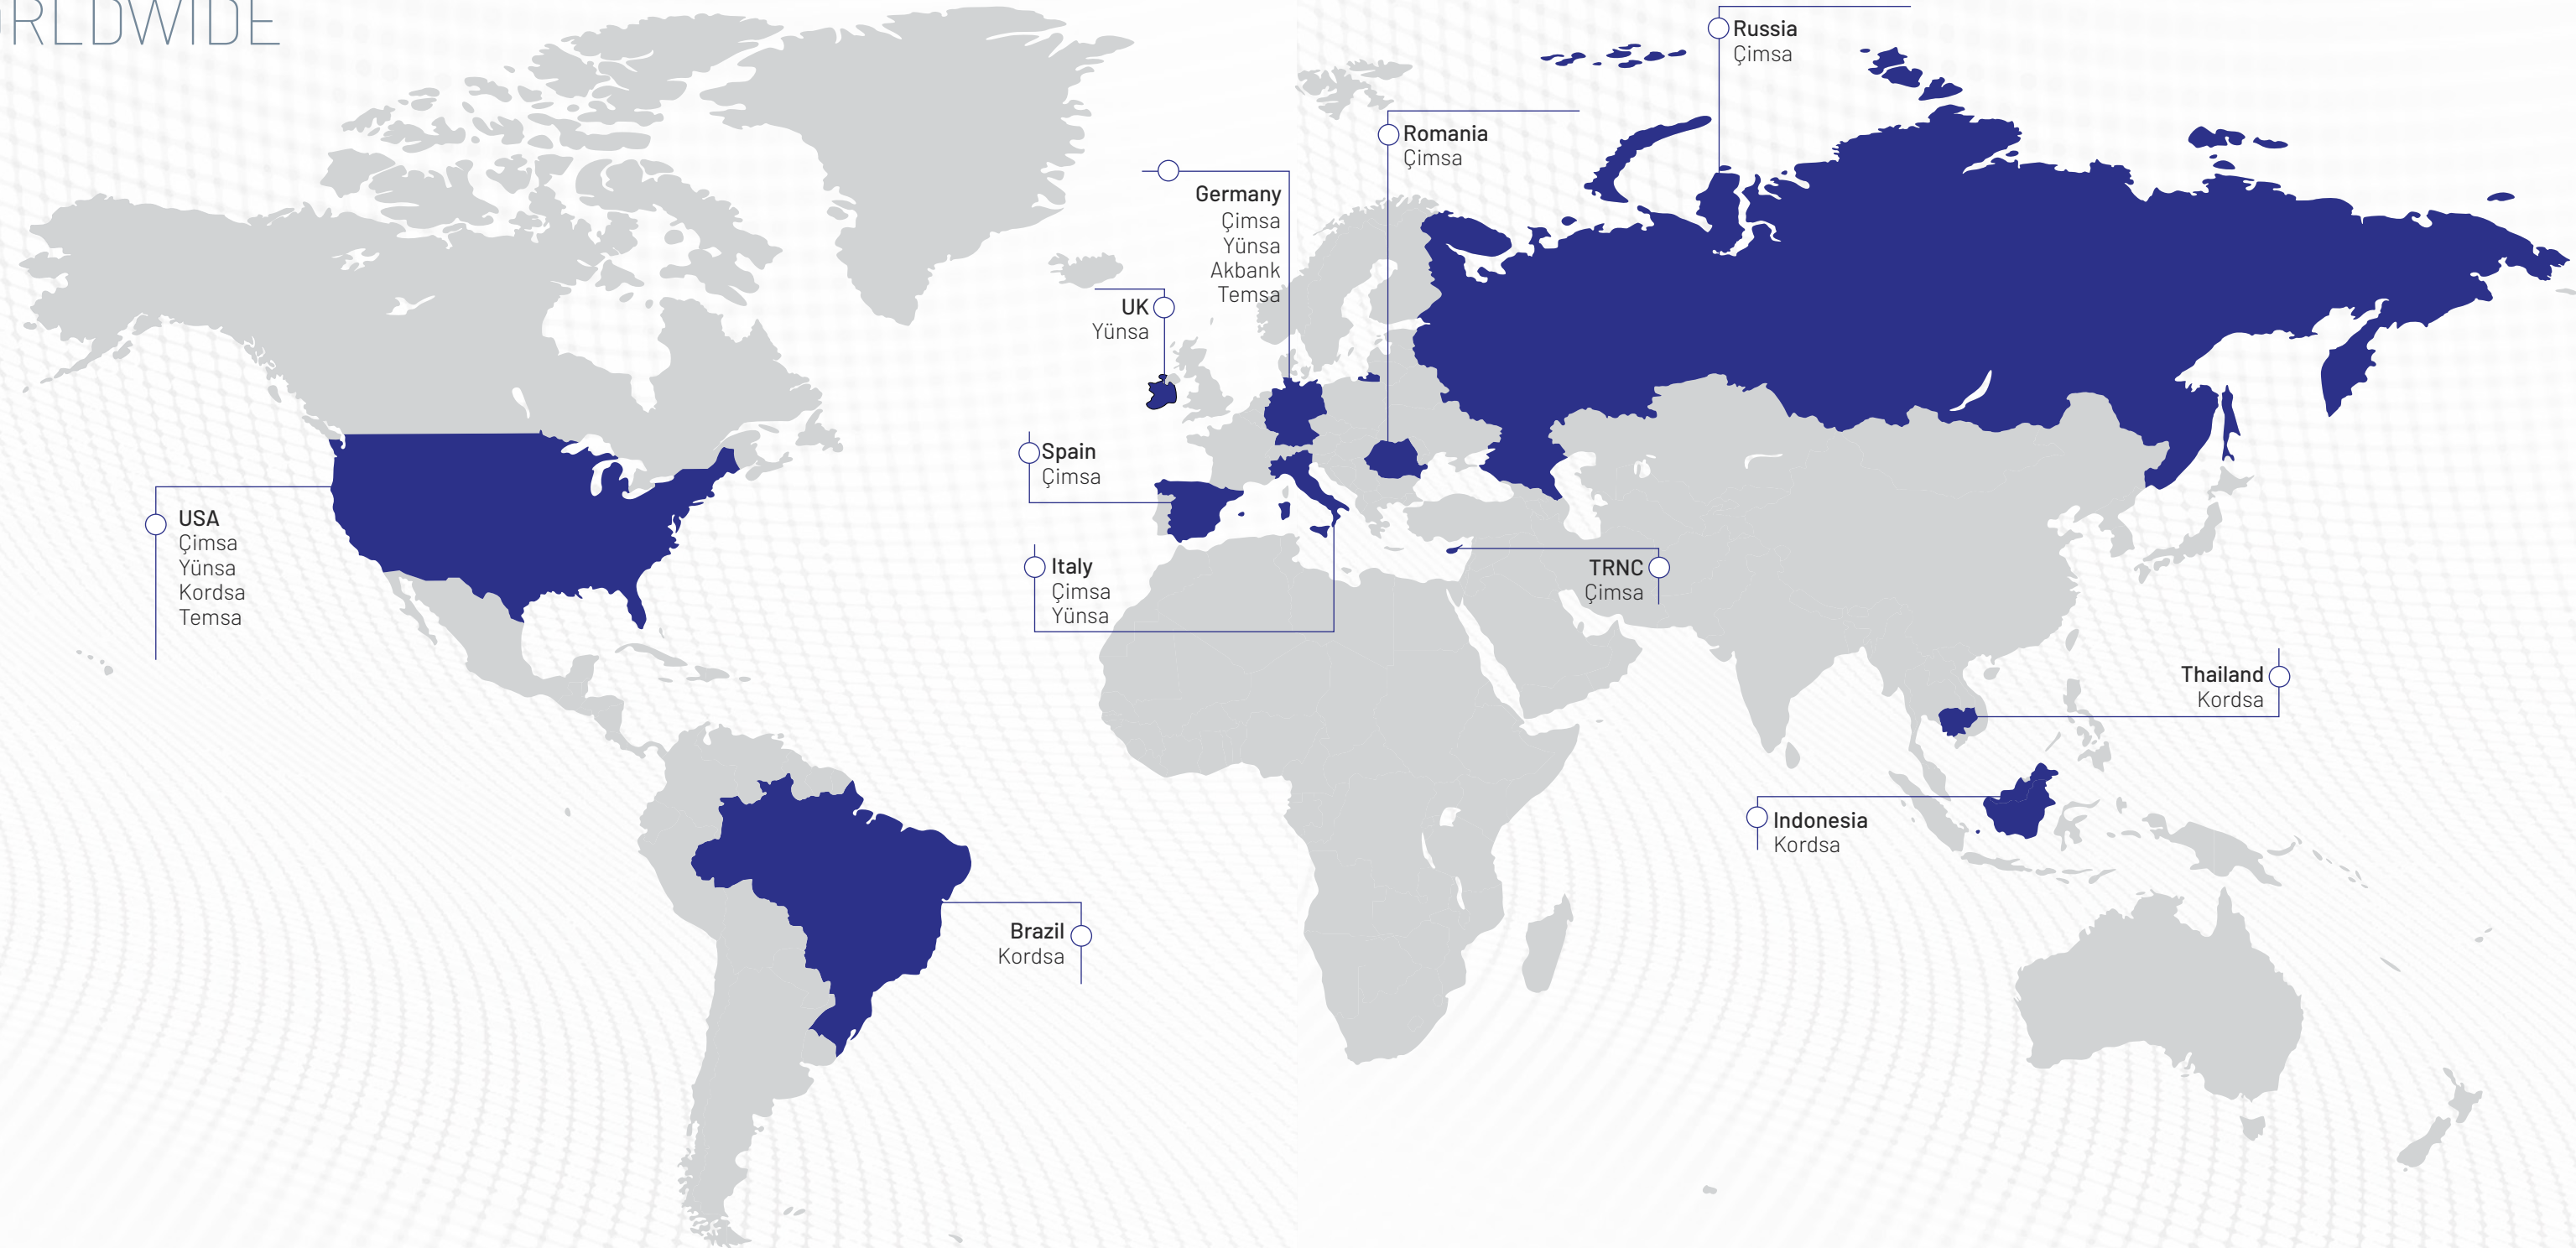 RLDWIDE
Russia
Çimsa
Romania
Çimsa
Germany
Çimsa
Yünsa
Akbank
Temsa
UK
Yünsa
Spain
Çimsa
USA
Çimsa
Yünsa
Kordsa
Temsa
Italy
Çimsa
Yünsa
TRNC
Çimsa
Thailand
Kordsa
Indonesia
Kordsa
Brazil
Kordsa